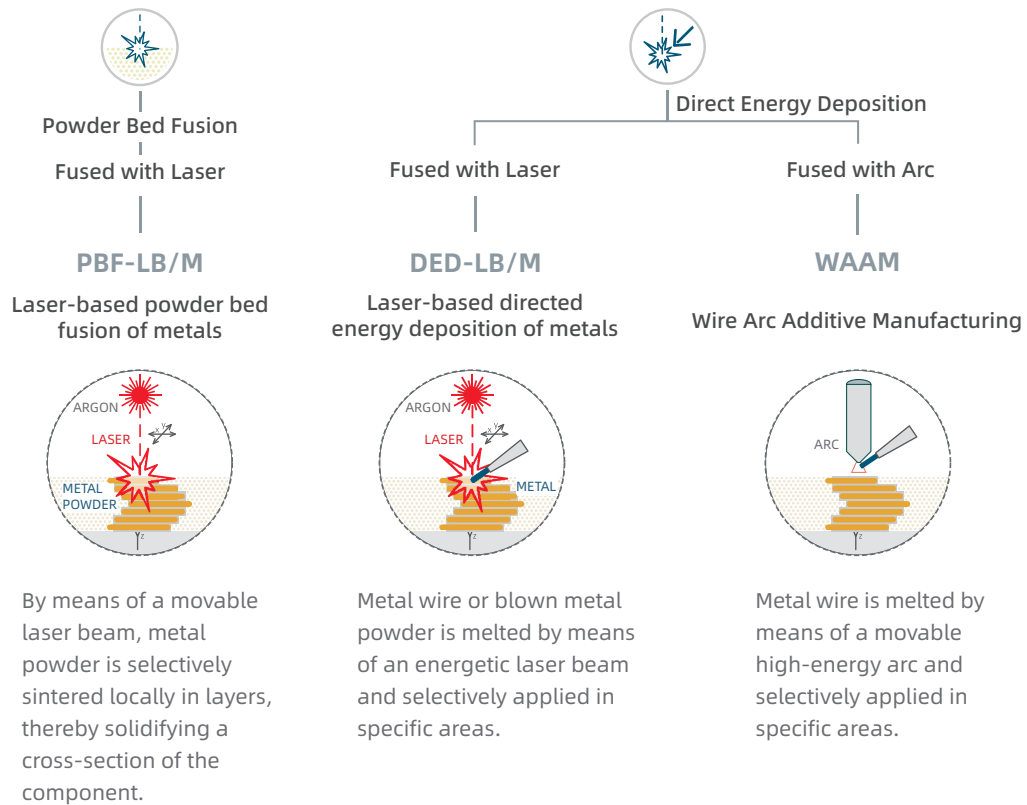 Powder Bed Fusion
Fused with Laser
PBF-LB/M
Laser-based powder bed
fusion of metals
ARGON
x
y
LASER
METAL
POWDER
z
By means of a movable
laser beam, metal
powder is selectively
sintered locally in layers,
thereby solidifying a
cross-section of the
component.
Direct Energy Deposition
Fused with Laser
DED-LB/M
Laser-based directed
energy deposition of metals
ARGON
x
y
LASER
METAL
z
Metal wire or blown metal
powder is melted by means
of an energetic laser beam
and selectively applied in
specific areas.
Fused with Arc
WAAM
Wire Arc Additive Manufacturing
ARC
z
Metal wire is melted by
means of a movable
high-energy arc and
selectively applied in
specific areas.